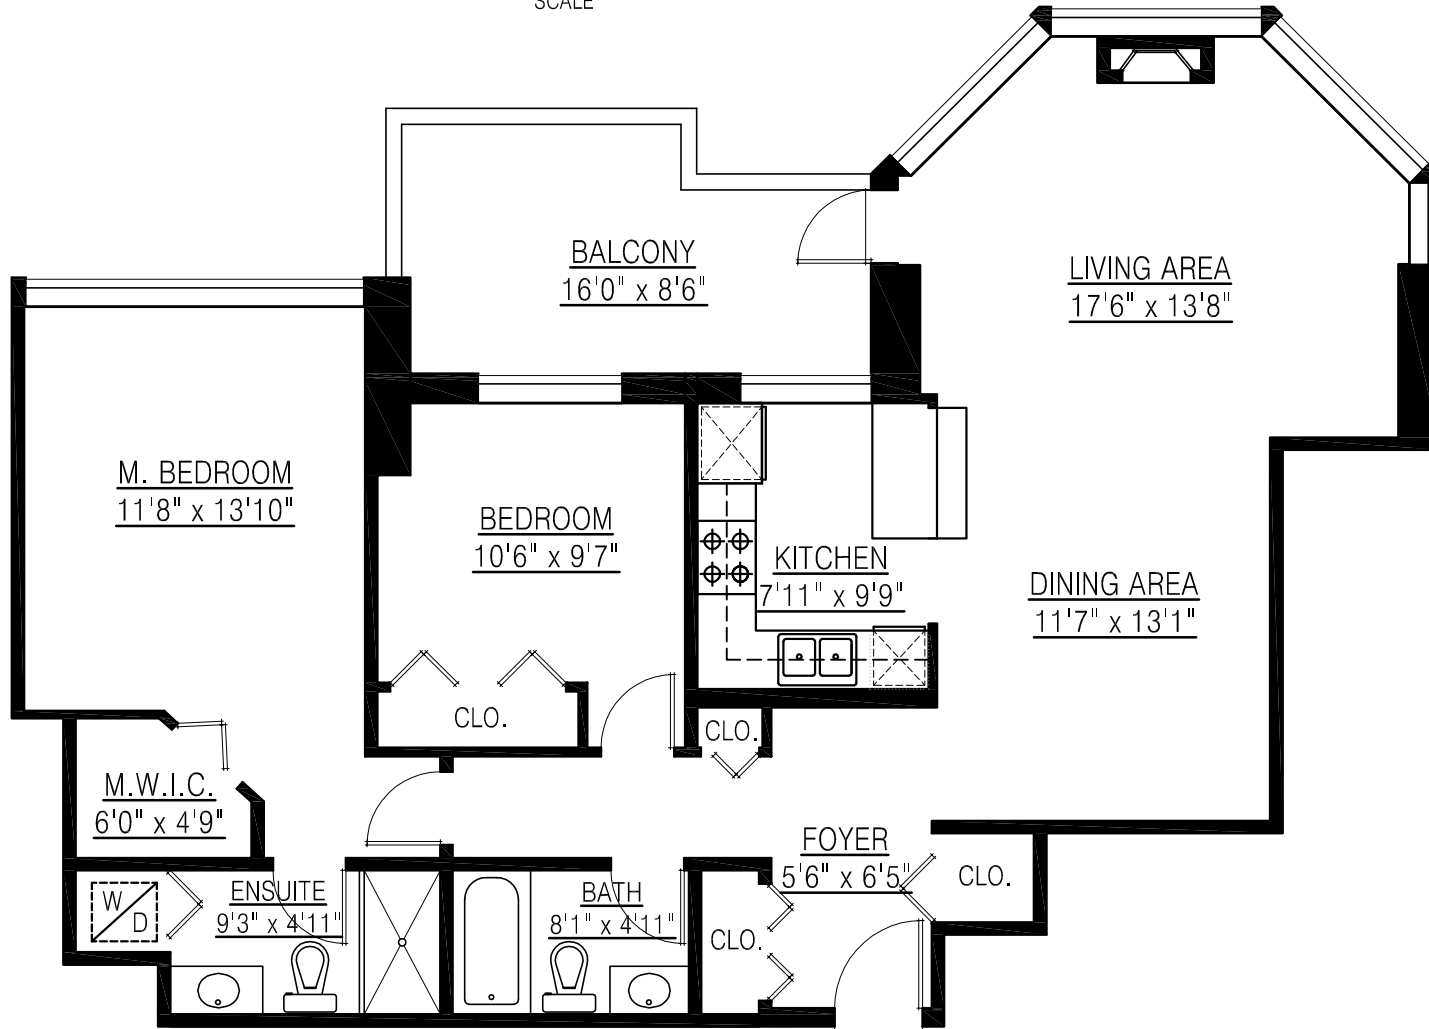 SCALE
BALCONY
16'0" x 8'6"
LIVING AREA
17'6" x 13'8"
M. BEDROOM
11'8" x 13'10"
BEDROOM
10'6" x 9'7"
KITCHEN
7'11" x 9'9"
DINING AREA
11'7" x 13'1"
CLO.
CLO.
M.W.I.C.
6'0" x 4'9"
FOYER
5'6" x 6'5"
CLO.
W
D
ENSUITE
9'3" x 4'11"
BATH
8'1" x 4'11"
CLO.